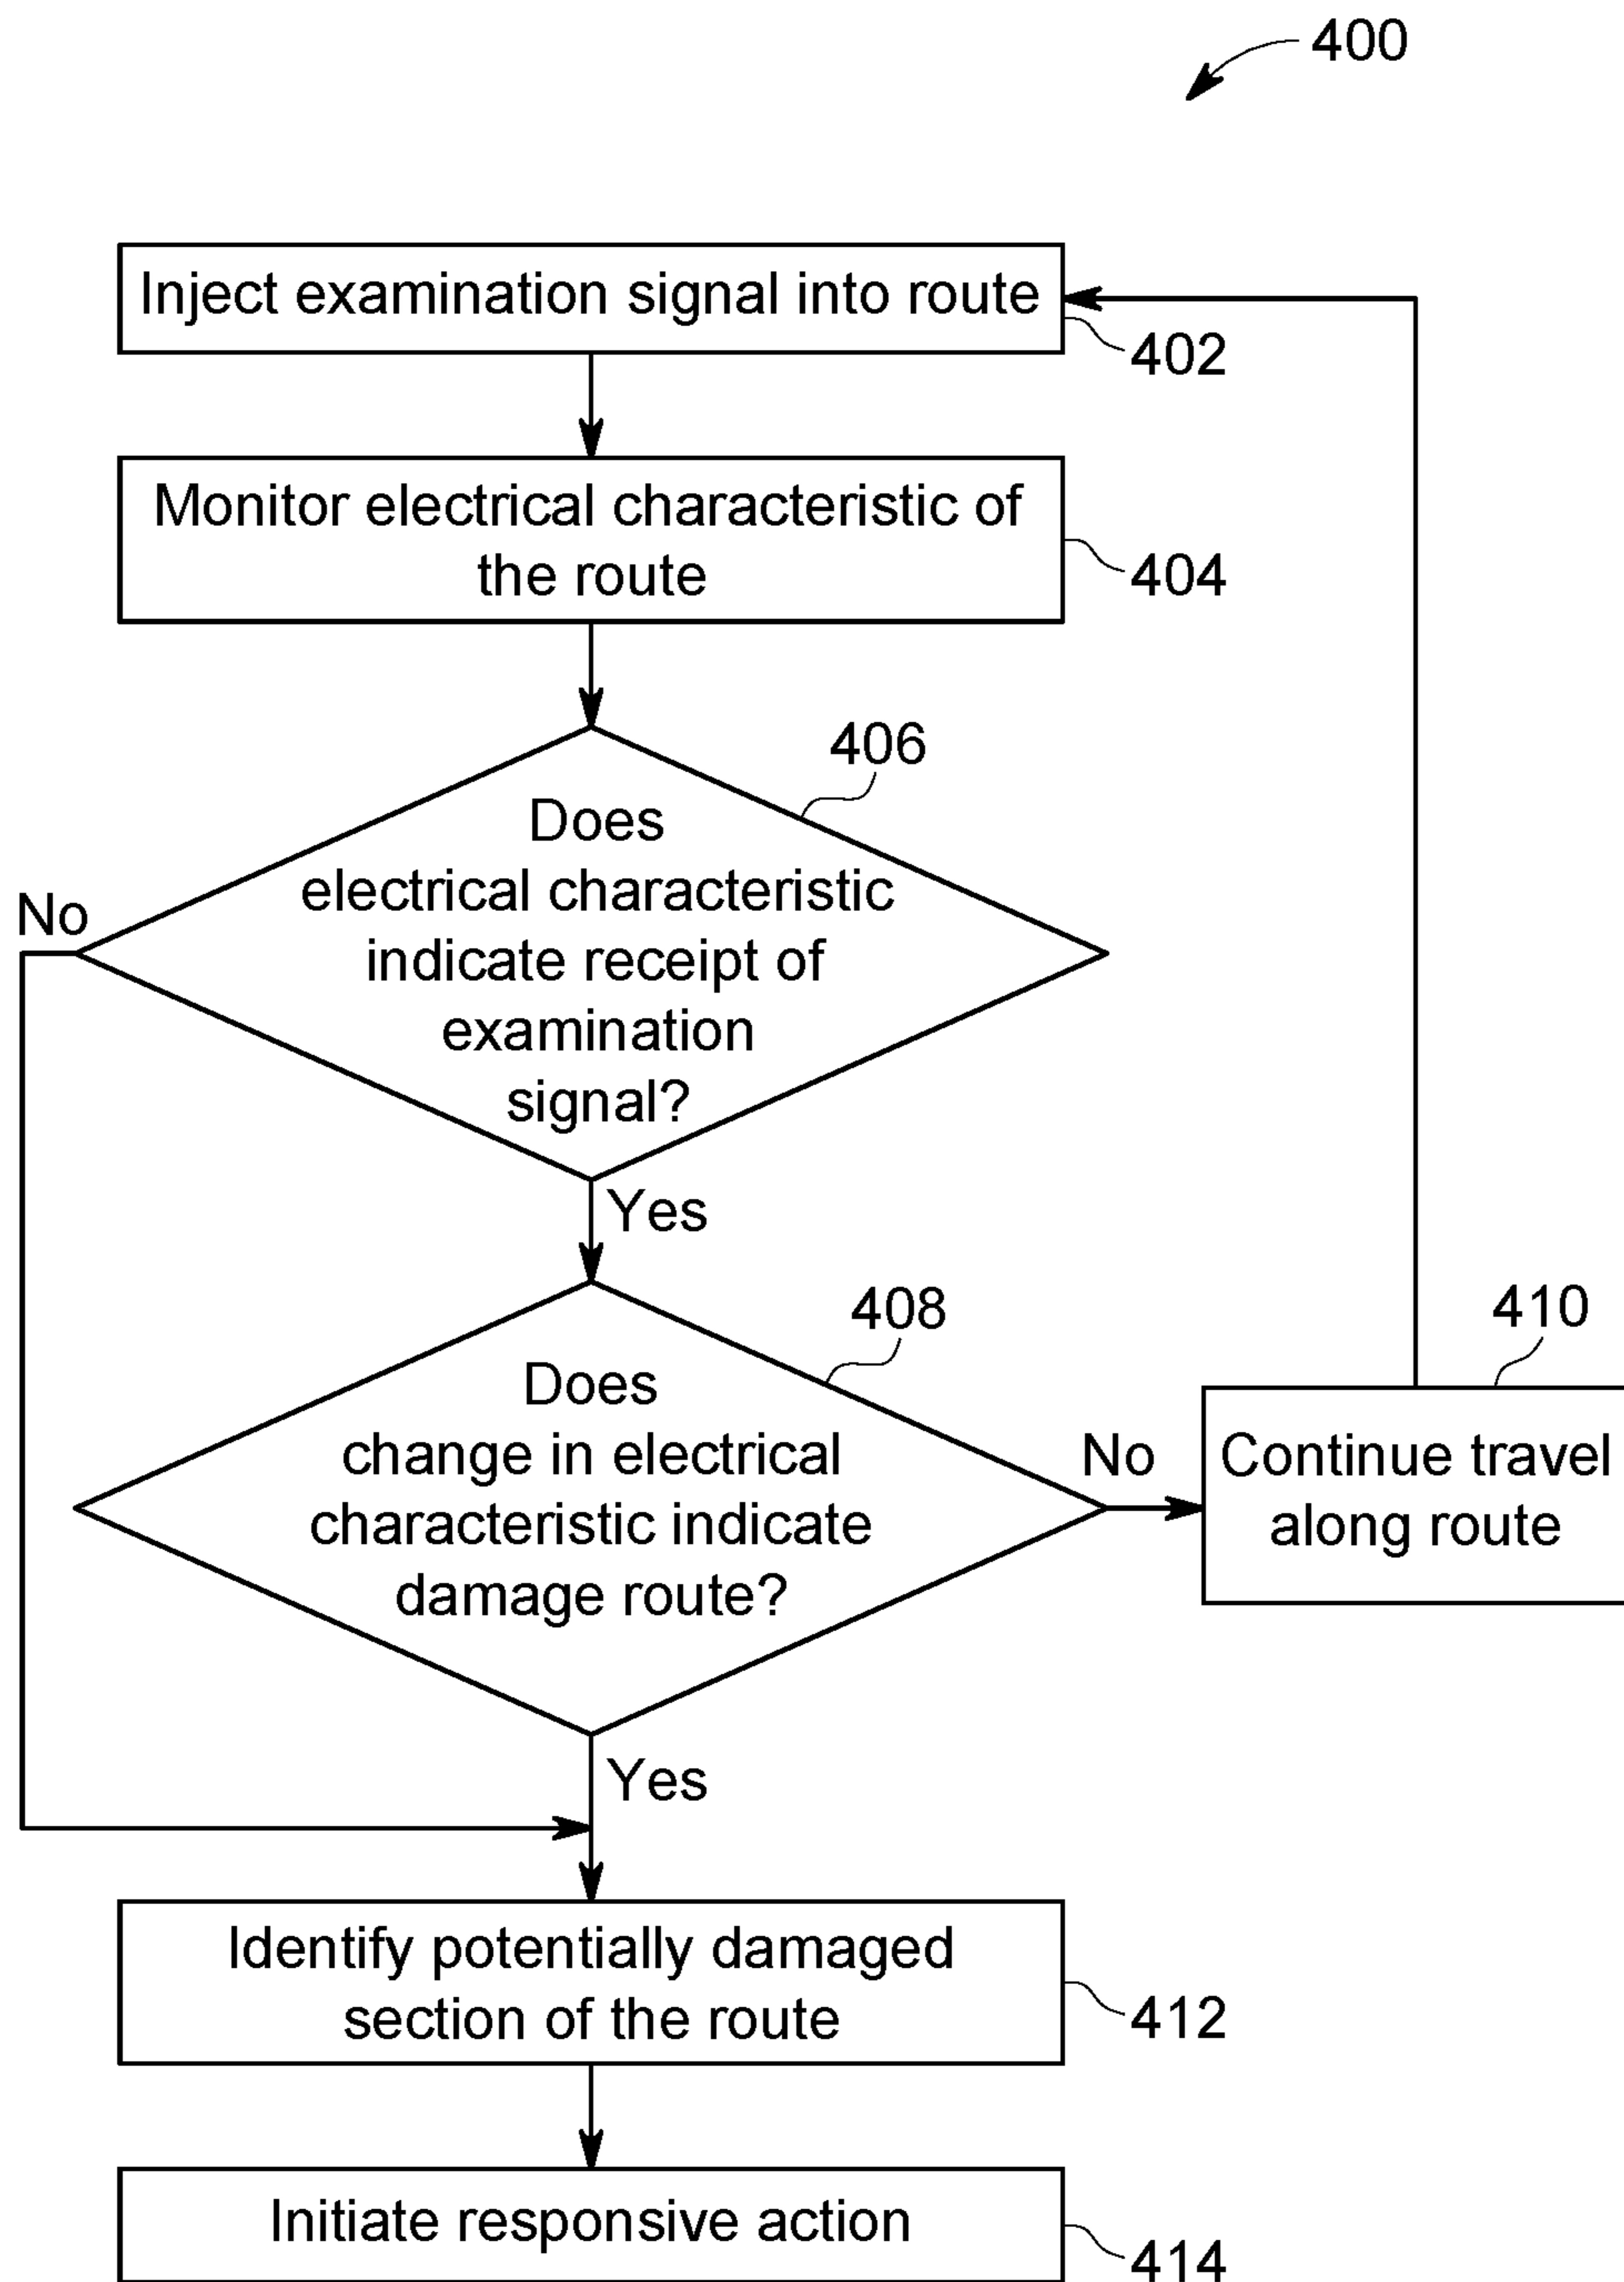 400
Inject examination signal into route
402
Monitor electrical characteristic of
the route
404
406
Does
electrical characteristic
indicate receipt of
examination
signal?
No
Yes
408
Does
change in electrical
characteristic indicate
damage route?
No
410
Continue travel
along route
Yes
Identify potentially damaged
section of the route
412
Initiate responsive action
414